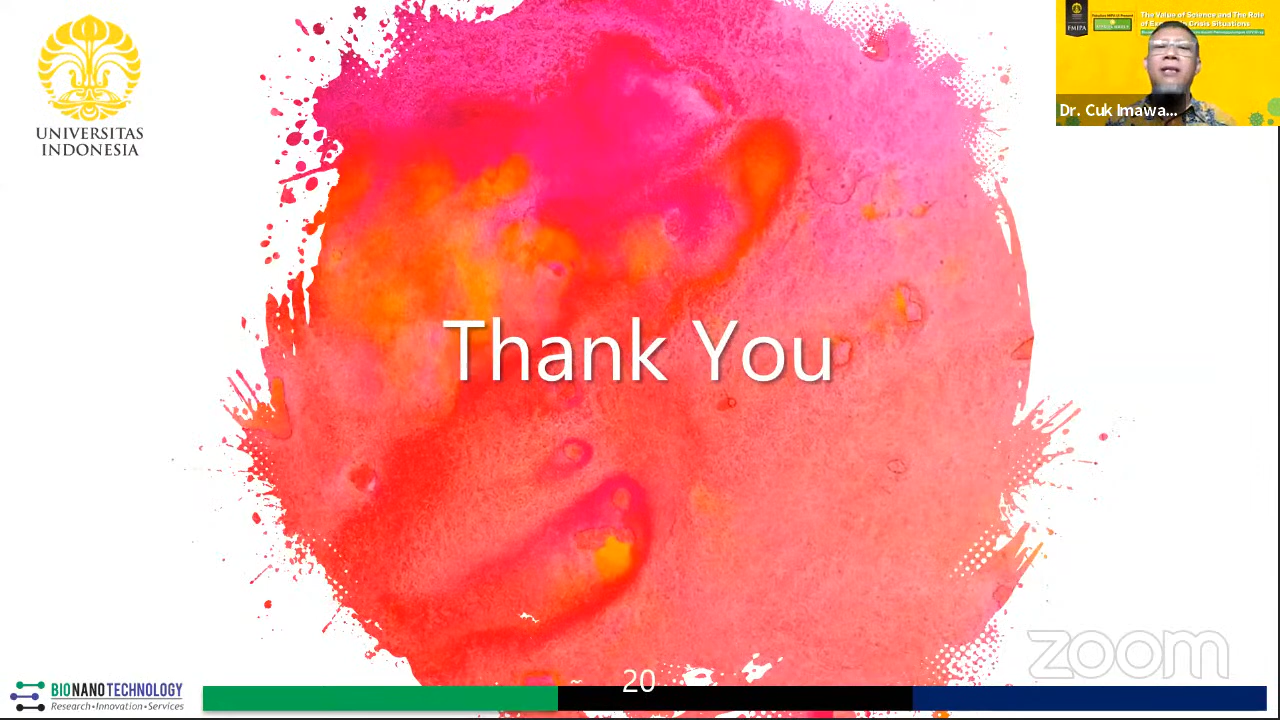 UNIVERSITAS
INDONESIA
FMIPA
The Value of Science and The Role
of Crisis Situations
Dr. Cuk Imawa...
Thank You
zoom
20
BIONANOTECHNOLOGY
Research•Innovation•Services